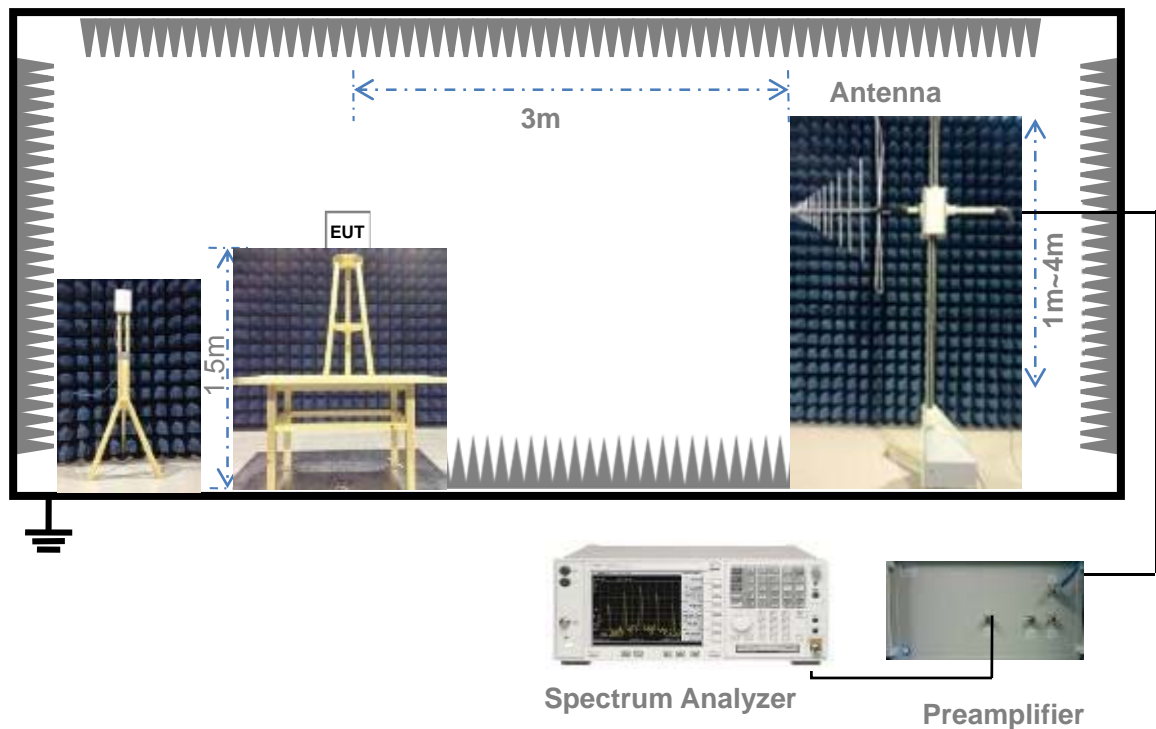 Antenna
3m
EUT
1.5m
1m~4m
Spectrum Analyzer
Preamplifier